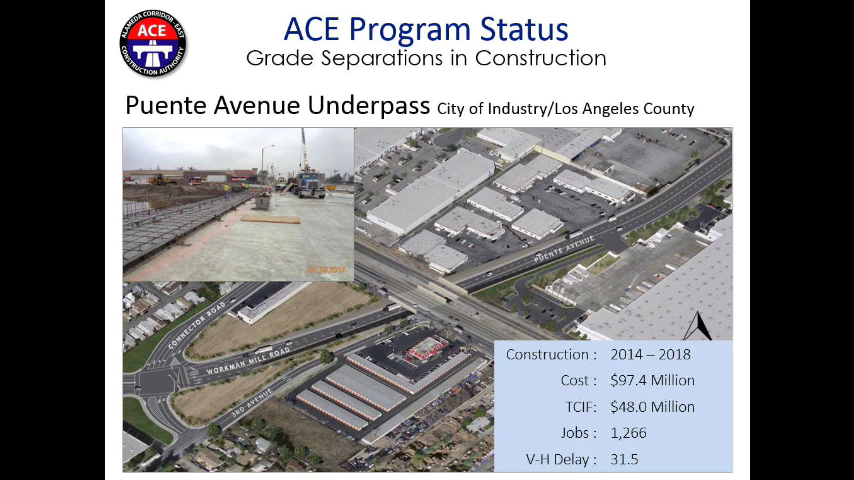 ALAMEDA CORRIDOR-EAST
ACE
CONSTRUCTION AUTHORITY
ACE Program Status
Grade Separations in Construction
Puente Avenue Underpass City of Industry/Los Angeles County
PUENTE AVENUE
CONNECTOR ROAD
WORKMAN MILL ROAD
3RD AVENUE
Construction : 2014 – 2018
Cost : $97.4 Million
TCIF: $48.0 Million
Jobs : 1,266
V-H Delay : 31.5